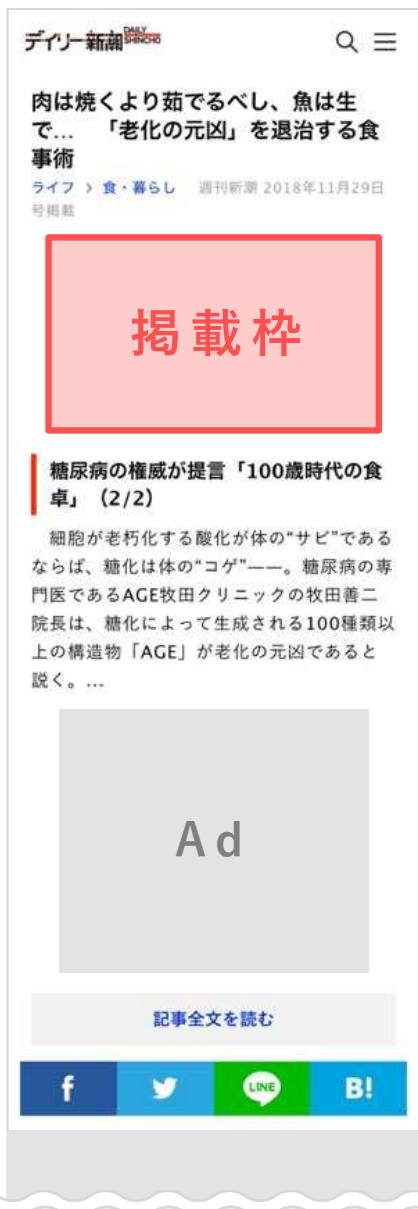 デイリー新潮 DAILY SHINCHO
肉は焼くより茹でるべし、魚は生
で… 「老化の元凶」を退治する食
事術
ライフ > 食・暮らし 週刊新潮 2018年11月29日
号掲載
掲載枠
糖尿病の権威が提言「100歳時代の食
卓」（2/2）
細胞が老朽化する酸化が体の“サビ”である
ならば、糖化は体の“コゲ”——。糖尿病の専
門医であるAGE牧田クリニックの牧田善二
院長は、糖化によって生成される100種類以
上の構造物「AGE」が老化の元凶であると
説く。…
Ad
記事全文を読む
f LINE B!